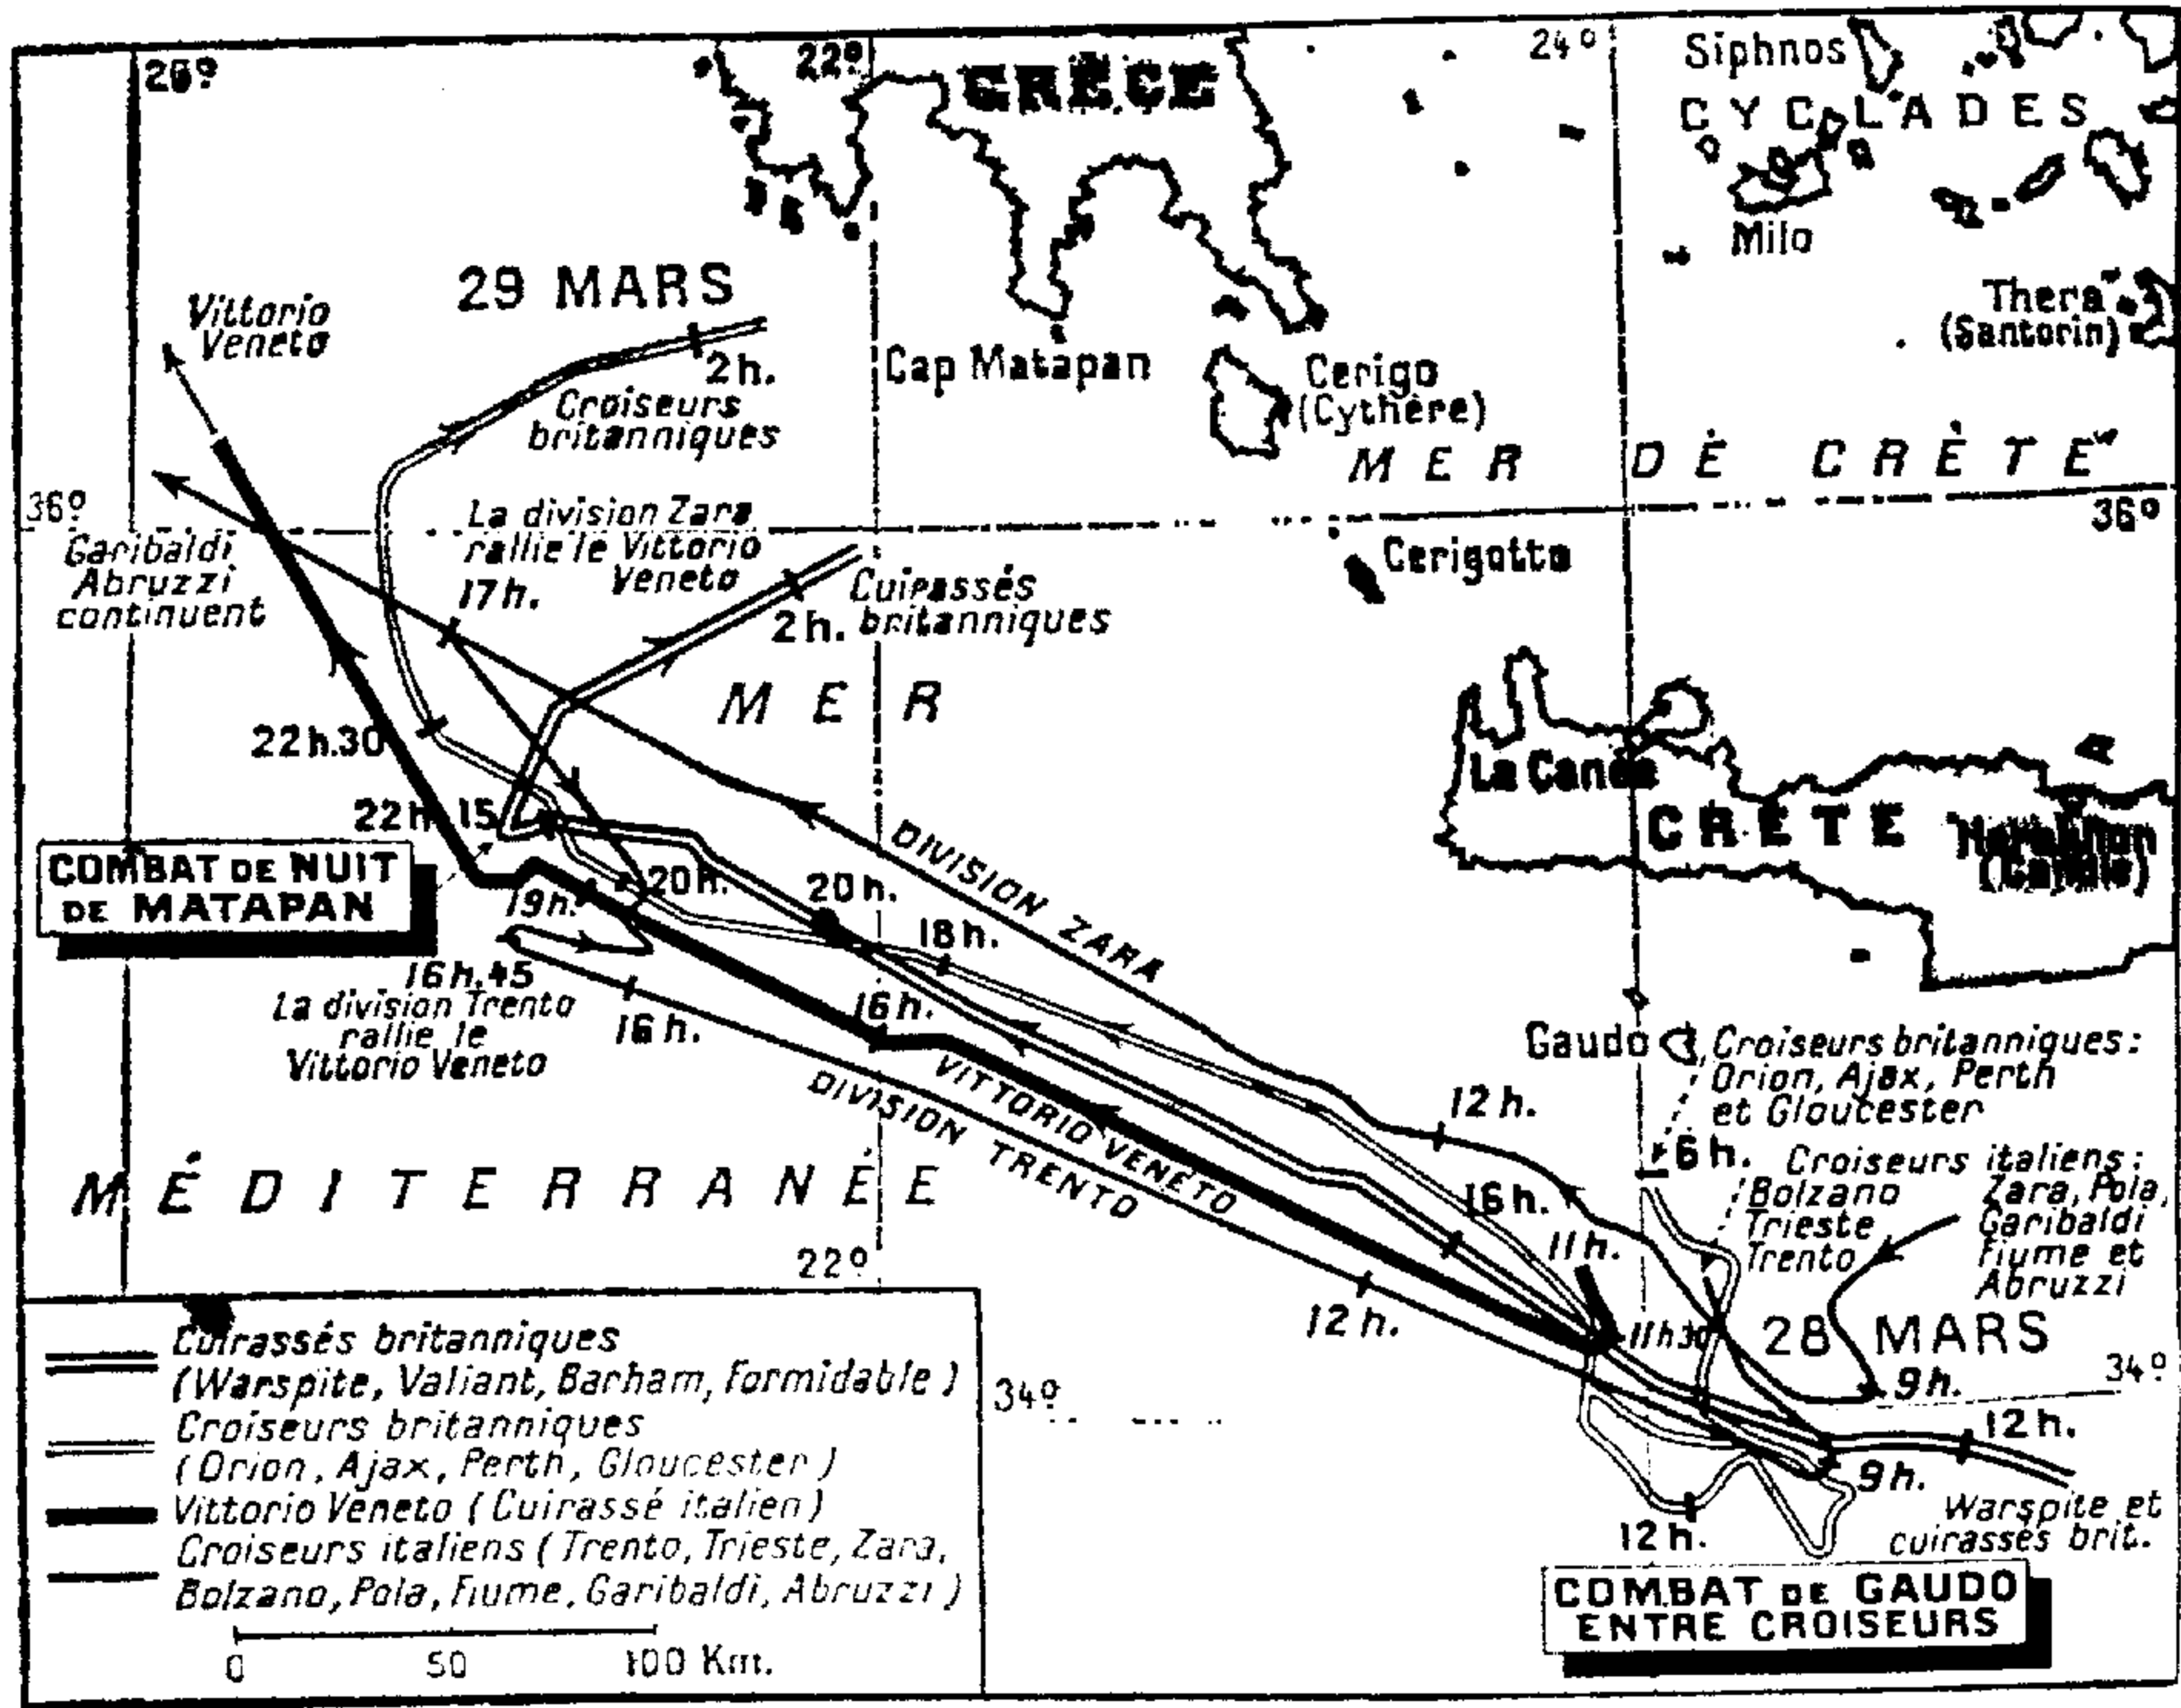 22º
GRÈCE
24º
Siphnos
CYCLADES
Milo
Thera
(Santorin)
29 MARS
Vittorio
Veneto
2h.
Croiseurs
britanniques
Cap Matapan
Cerigo
(Cythère)
MER DE CRÈTE
36º
36º
Garibaldi
Abruzzi
continuent
La division Zara
rallie le Vittorio
Veneto
17h.
Cerigotto
Cuirassés
britanniques
2h.
MER
22h.30
La Canée
CRÈTE
22h.15
COMBAT DE NUIT
DE MATAPAN
DIVISION ZARA
19h.
20h.
20h.
18h.
16h.45
La division Trento
rallie le
Vittorio Veneto
16h.
16h.
VITTORIO VENETO
DIVISION TRENTO
Gaudo
Croiseurs britanniques:
Orion, Ajax, Perth
et Gloucester
12h.
6h.
Croiseurs italiens:
Bolzano
Trieste
Trento
Zara, Pola,
Garibaldi
Fiume et
Abruzzi
MÉDITERRANÉE
16h.
11h.
22º
12h.
11h30
28 MARS
34º
9h.
34º
12h.
9h.
Warspite et
cuirassés brit.
12h.
COMBAT DE GAUDO
ENTRE CROISEURS
Cuirassés britanniques
(Warspite, Valiant, Barham, Formidable)
Croiseurs britanniques
(Orion, Ajax, Perth, Gloucester)
Vittorio Veneto (Cuirassé italien)
Croiseurs italiens (Trento, Trieste, Zara,
Bolzano, Pola, Fiume, Garibaldi, Abruzzi)
0 50 100 Km.